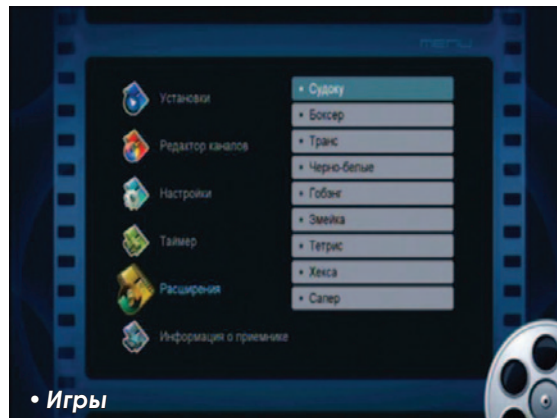 menu
Установки
Редактор каналов
Настройки
Таймер
Расширения
Информация о приемнике
• Судоку
• Боксер
• Транс
• Черно-белые
• Гобэнг
• Змейка
• Тетрис
• Хекса
• Сапер
• Игры